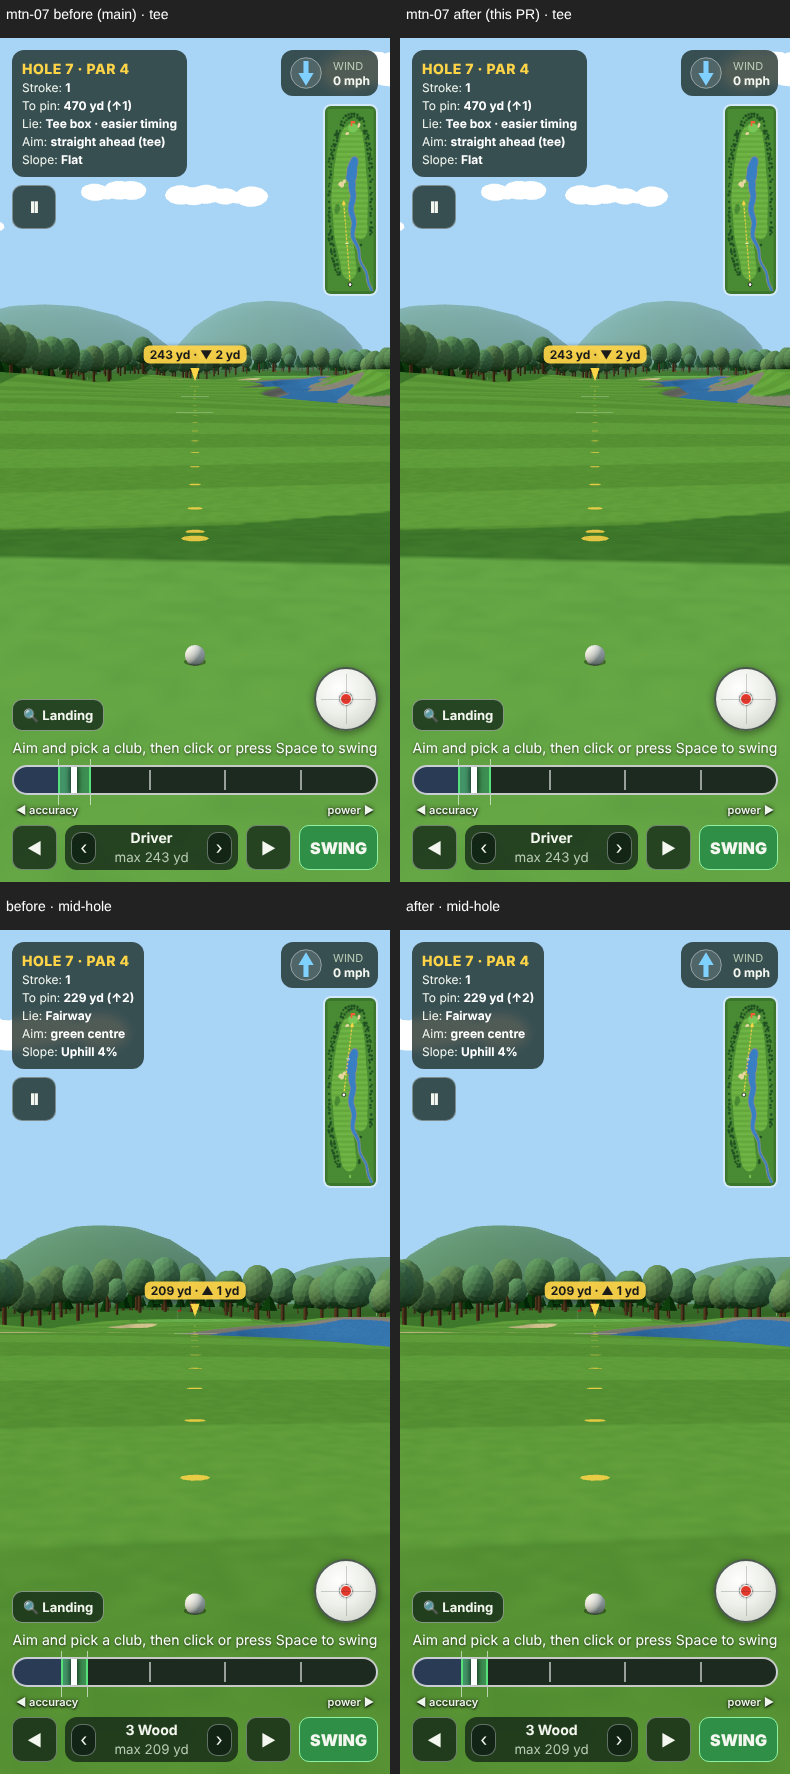 mtn-07 before (main) · tee
HOLE 7 · PAR 4
Stroke: 1
To pin: 470 yd (↑1)
Lie: Tee box · easier timing
Aim: straight ahead (tee)
Slope: Flat
WIND
0 mph
243 yd · ▼ 2 yd
🔍 Landing
Aim and pick a club, then click or press Space to swing
◀ accuracy
power ▶
◀
‹
Driver
max 243 yd
›
▶
SWING
mtn-07 after (this PR) · tee
HOLE 7 · PAR 4
Stroke: 1
To pin: 470 yd (↑1)
Lie: Tee box · easier timing
Aim: straight ahead (tee)
Slope: Flat
WIND
0 mph
243 yd · ▼ 2 yd
🔍 Landing
Aim and pick a club, then click or press Space to swing
◀ accuracy
power ▶
◀
‹
Driver
max 243 yd
›
▶
SWING
before · mid-hole
HOLE 7 · PAR 4
Stroke: 1
To pin: 229 yd (↑2)
Lie: Fairway
Aim: green centre
Slope: Uphill 4%
WIND
0 mph
209 yd · ▲ 1 yd
🔍 Landing
Aim and pick a club, then click or press Space to swing
◀ accuracy
power ▶
◀
‹
3 Wood
max 209 yd
›
▶
SWING
after · mid-hole
HOLE 7 · PAR 4
Stroke: 1
To pin: 229 yd (↑2)
Lie: Fairway
Aim: green centre
Slope: Uphill 4%
WIND
0 mph
209 yd · ▲ 1 yd
🔍 Landing
Aim and pick a club, then click or press Space to swing
◀ accuracy
power ▶
◀
‹
3 Wood
max 209 yd
›
▶
SWING